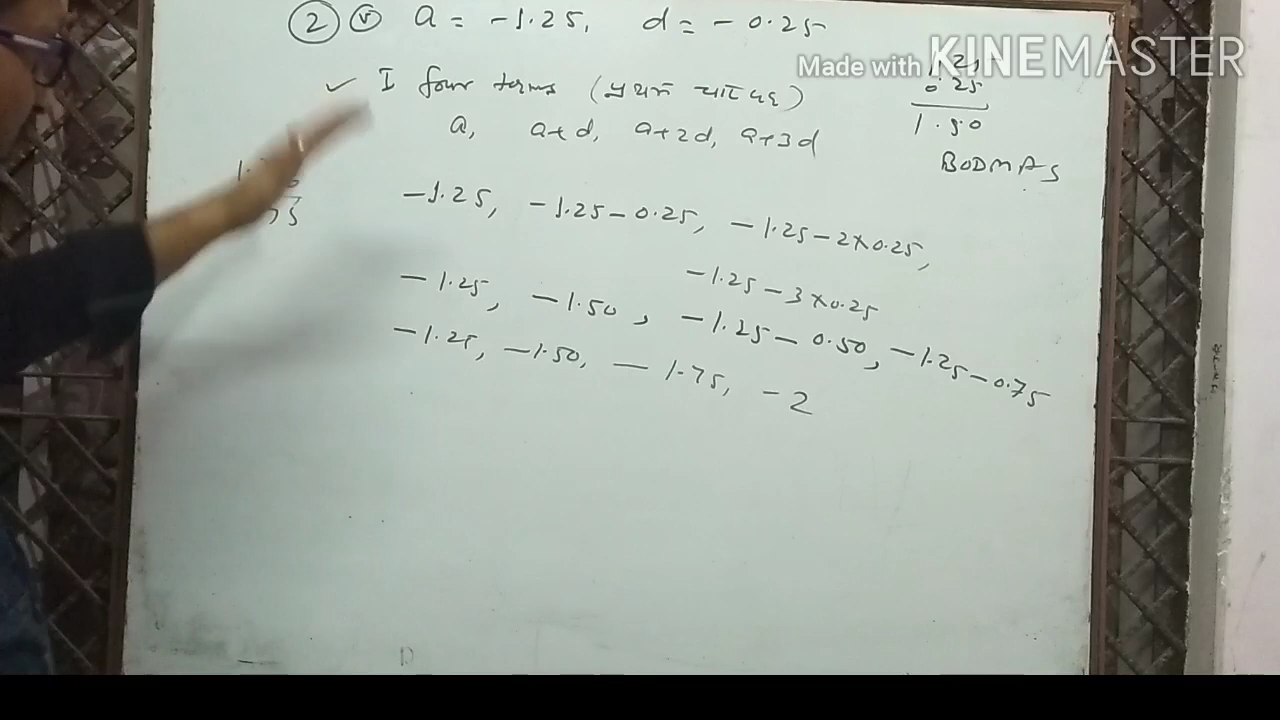 ② ⓥ a = -1.25, d = - 0.25
Made with KINEMASTER
✓ I four terms (प्रथम चार पद)
0.25
1.50
a, a+d, a+2d, a+3d
BODMAS
-1.25, -1.25-0.25, -1.25-2×0.25,
-1.25-3×0.25
-1.25, -1.50, -1.25-0.50, -1.25-0.75
-1.25, -1.50, -1.75, -2